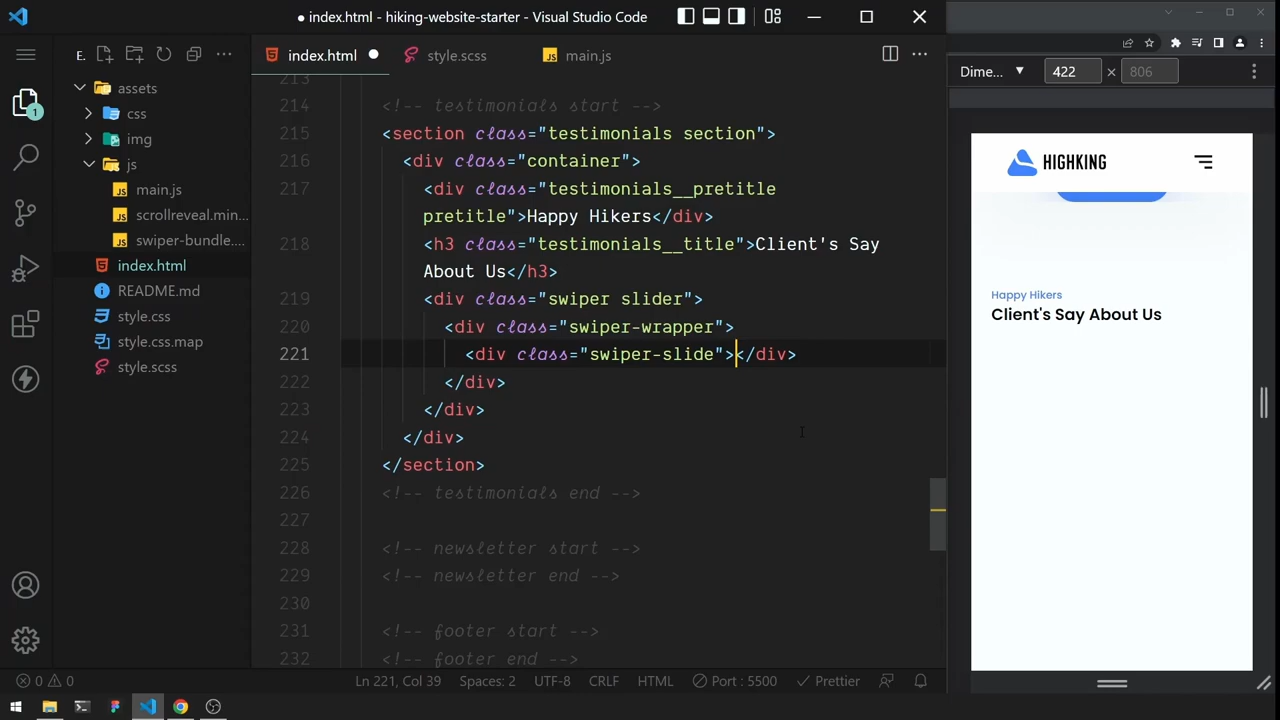 index.html - hiking-website-starter - Visual Studio Code
E.
index.html
style.scss
main.js
Dime...
422
×
806
assets
css
img
js
main.js
scrollreveal.min...
swiper-bundle....
index.html
README.md
style.css
style.css.map
style.scss
1
213
214 <!-- testimonials start -->
215 <section class="testimonials section">
216 <div class="container">
217 <div class="testimonials__pretitle
pretitle">Happy Hikers</div>
218 <h3 class="testimonials__title">Client's Say
About Us</h3>
219 <div class="swiper slider">
220 <div class="swiper-wrapper">
221 <div class="swiper-slide"></div>
222 </div>
223 </div>
224 </div>
225 </section>
226 <!-- testimonials end -->
227
228 <!-- newsletter start -->
229 <!-- newsletter end -->
230
231 <!-- footer start -->
232 <!-- footer end -->
HIGHKING
Happy Hikers
Client's Say About Us
0 0
Ln 221, Col 39
Spaces: 2
UTF-8
CRLF
HTML
Port : 5500
Prettier